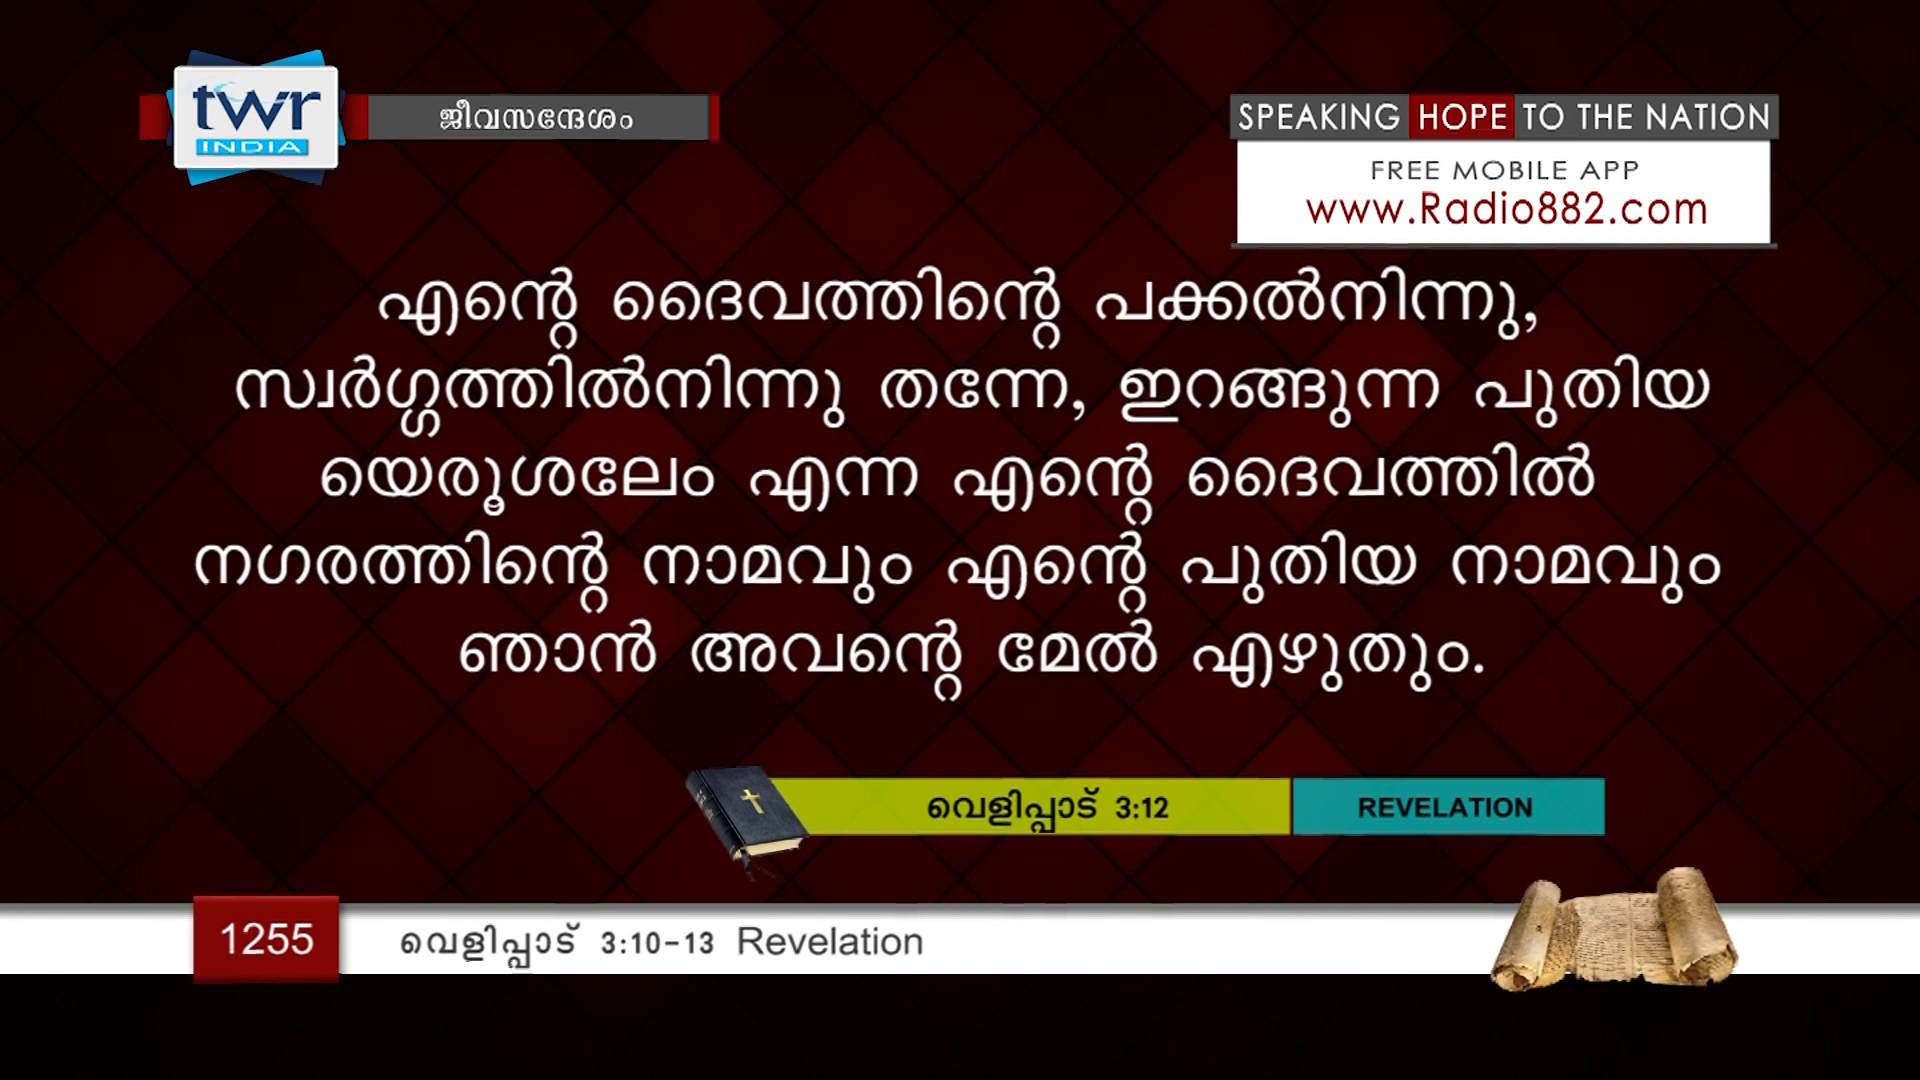 twr
INDIA
ജീവസന്ദേശം
SPEAKING HOPE TO THE NATION
FREE MOBILE APP
www.Radio882.com
എന്റെ ദൈവത്തിന്റെ പക്കൽനിന്നു,
സ്വർഗ്ഗത്തിൽനിന്നു തന്നേ, ഇറങ്ങുന്ന പുതിയ
യെരൂശലേം എന്ന എന്റെ ദൈവത്തിൽ
നഗരത്തിന്റെ നാമവും എന്റെ പുതിയ നാമവും
ഞാൻ അവന്റെ മേൽ എഴുതും.
വെളിപ്പാട് 3:12
REVELATION
1255
വെളിപ്പാട് 3:10-13 Revelation